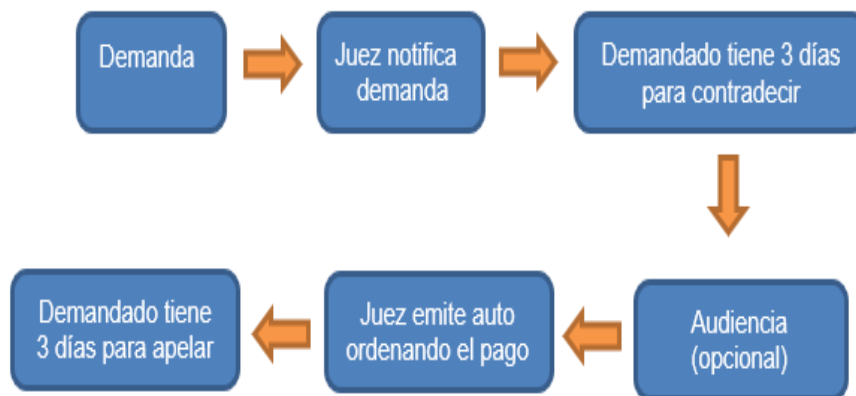 Demanda
Juez notifica
demanda
Demandado tiene 3 días
para contradecir
Audiencia
(opcional)
Juez emite auto
ordenando el pago
Demandado tiene
3 días para apelar